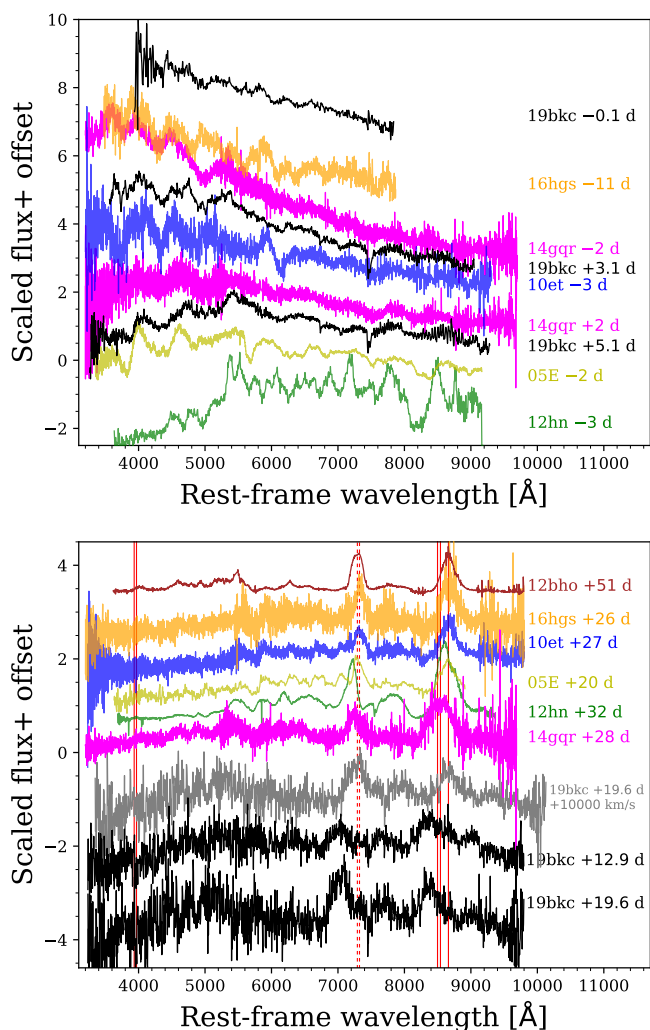 10
8
6
4
2
0
−2
Scaled flux+ offset
19bkc −0.1 d
16hgs −11 d
14gqr −2 d
19bkc +3.1 d
10et −3 d
14gqr +2 d
19bkc +5.1 d
05E −2 d
12hn −3 d
4000 5000 6000 7000 8000 9000 10000 11000
Rest-frame wavelength [Å]
4
2
0
−2
−4
Scaled flux+ offset
12bho +51 d
16hgs +26 d
10et +27 d
05E +20 d
12hn +32 d
14gqr +28 d
19bkc +19.6 d
+10000 km/s
19bkc +12.9 d
19bkc +19.6 d
4000 5000 6000 7000 8000 9000 10000 11000
Rest-frame wavelength [Å]